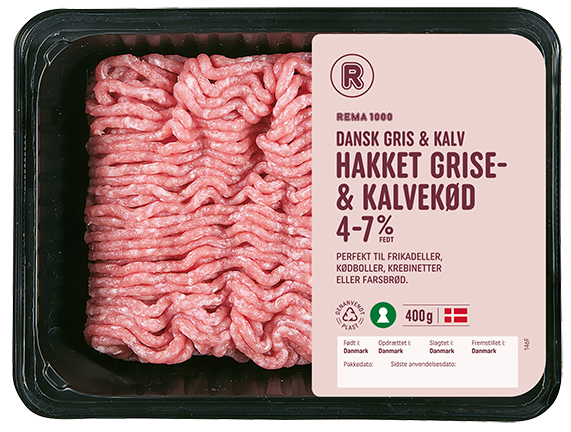 R
REMA 1000
DANSK GRIS & KALV
HAKKET GRISE-
& KALVEKØD
4-7%
FEDT
PERFEKT TIL FRIKADELLER,
KØDBOLLER, KREBINETTER
ELLER FARSBRØD.
GENANVENDT
PLAST
400g
Født i: Opdrættet i: Slagtet i: Fremstillet i:
Danmark Danmark Danmark Danmark
Pakkedato: Sidste anvendelsesdato:
146F